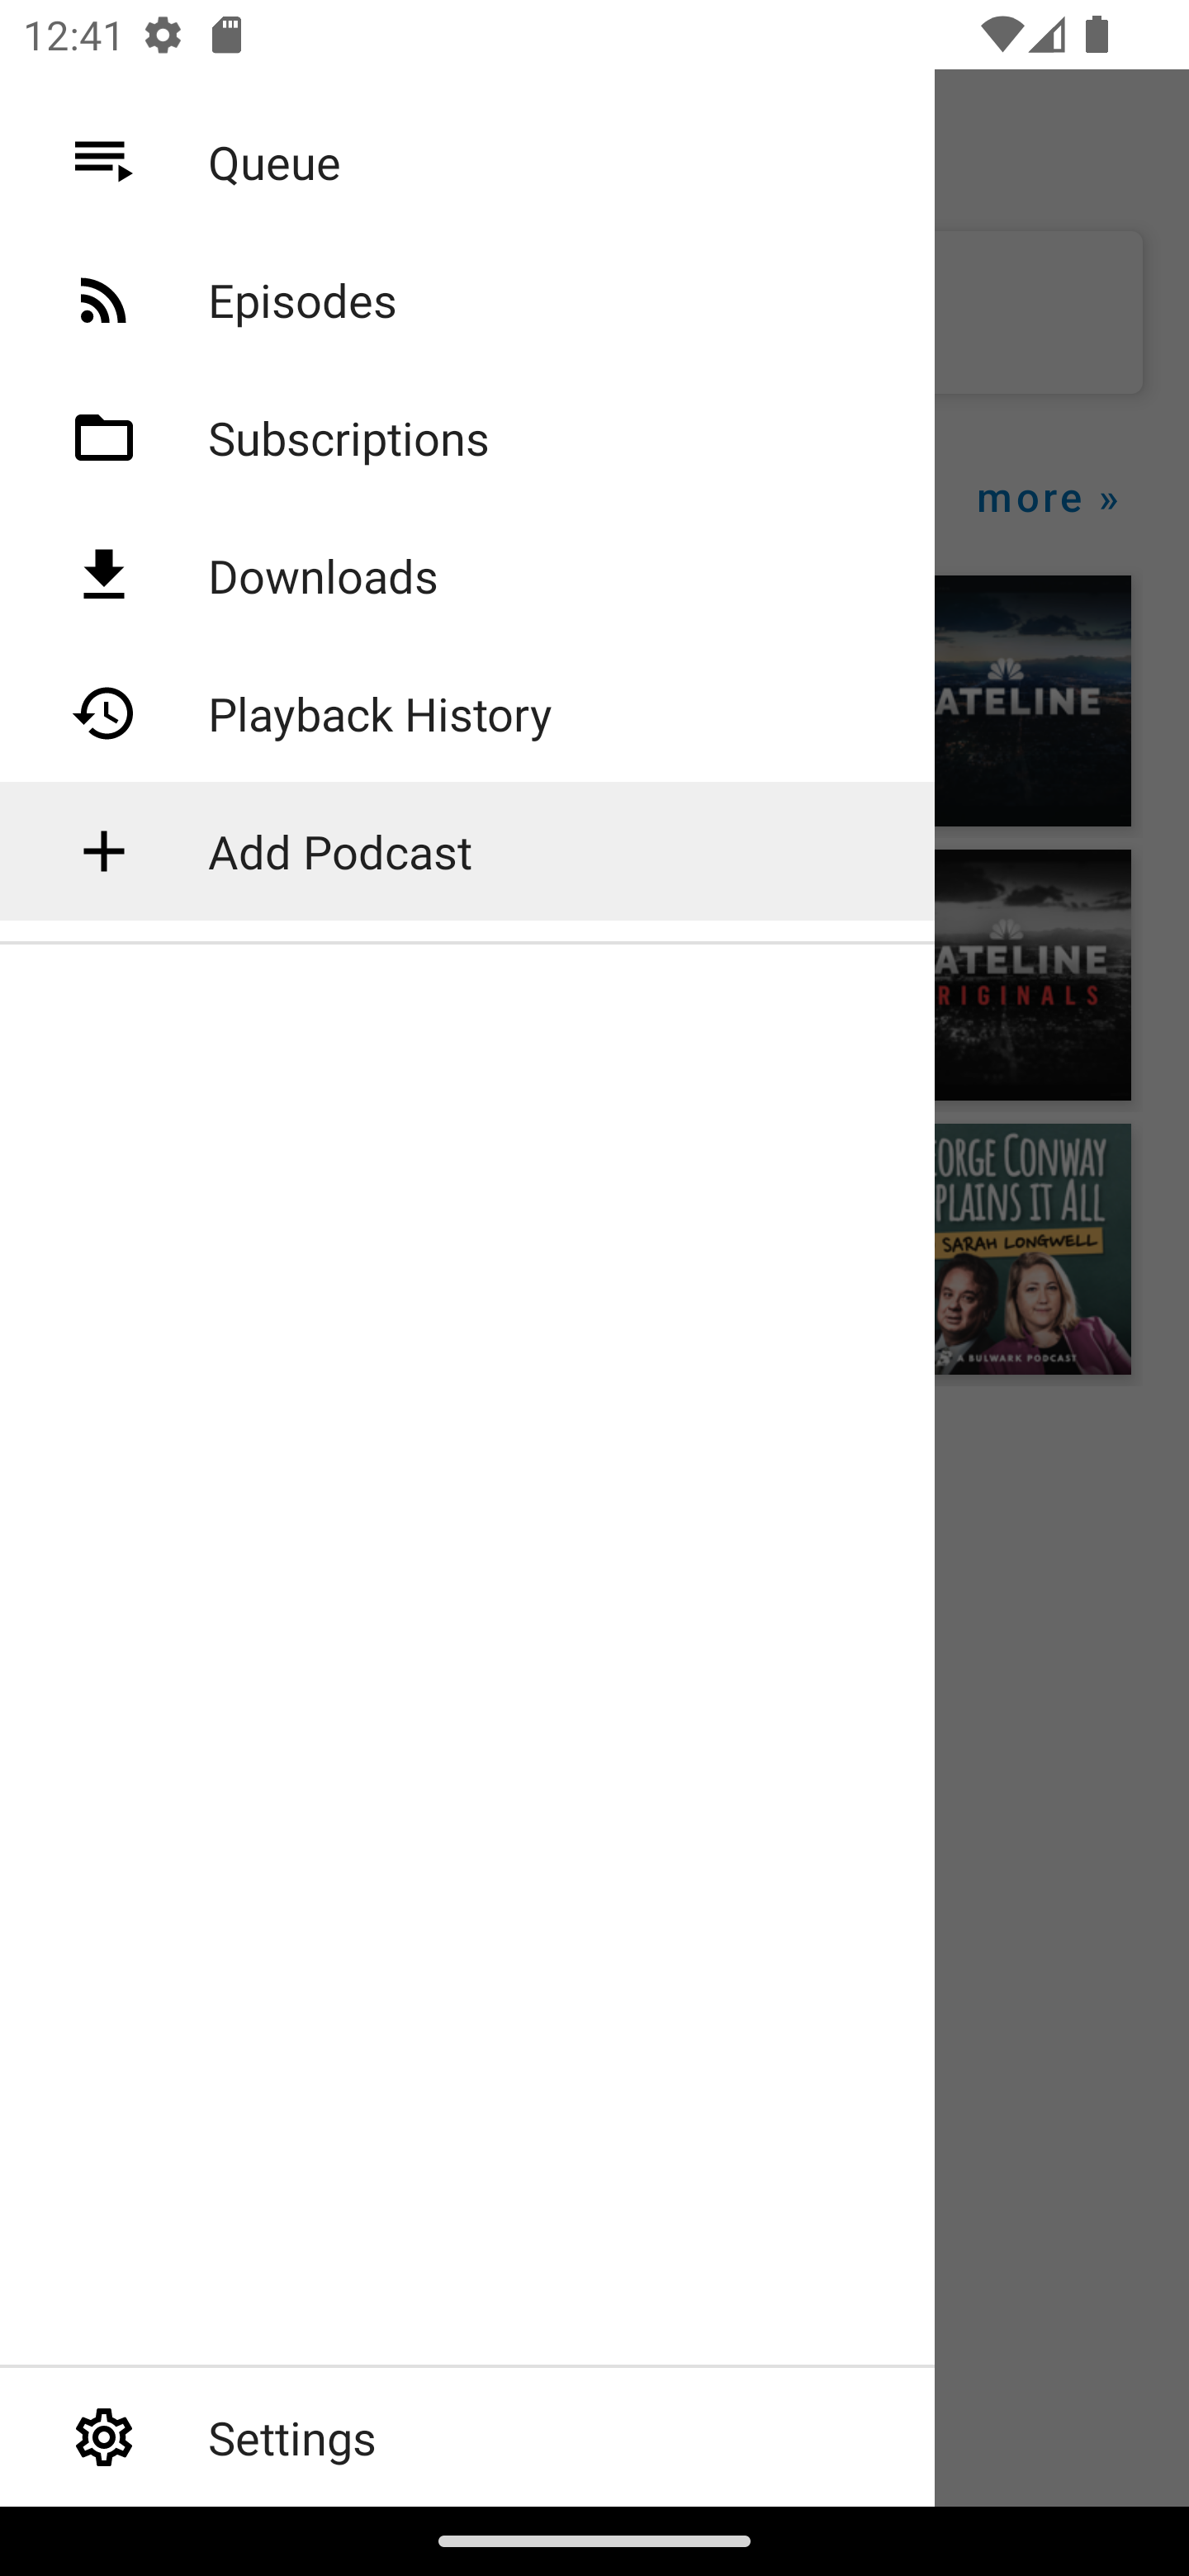 12:41
Queue
Episodes
Subscriptions
Downloads
Playback History
Add Podcast
Settings
more »
ATELINE
ATELINE
RIGINALS
ORGE CONWAY
PLAINS IT ALL
SARAH LONGWELL
A BULWARK PODCAST